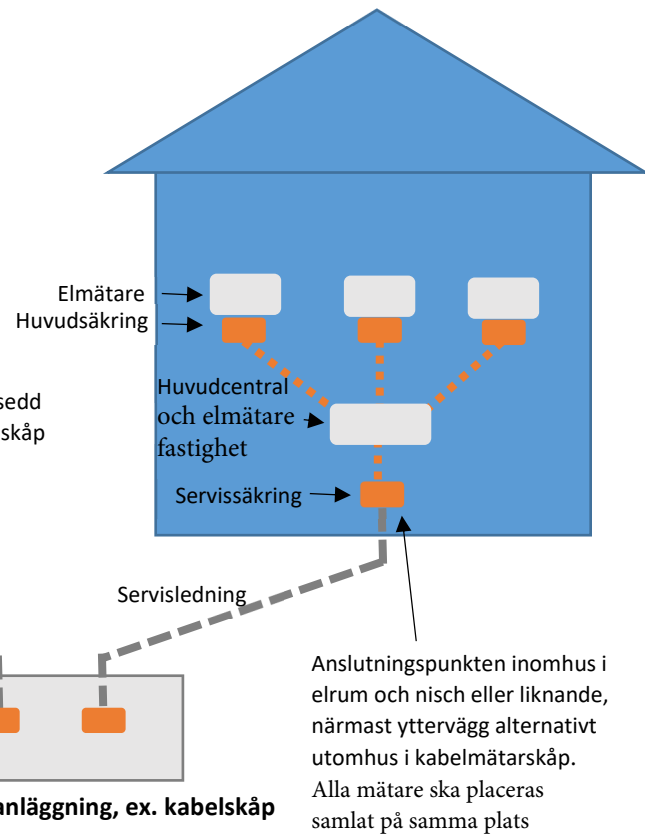 Elmätare
Huvudsäkring
sedd
skåp
Huvudcentral
och elmätare
fastighet
Servissäkring
Servisledning
Anslutningspunkten inomhus i
elrum och nisch eller liknande,
närmast yttervägg alternativt
utomhus i kabelmätarskåp.
Alla mätare ska placeras
samlat på samma plats
anläggning, ex. kabelskåp